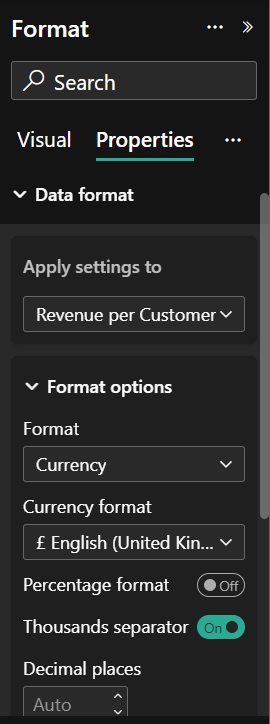 Format
Search
Visual Properties
Data format
Apply settings to
Revenue per Customer
Format options
Format
Currency
Currency format
£ English (United Kin...
Percentage format Off
Thousands separator On
Decimal places
Auto